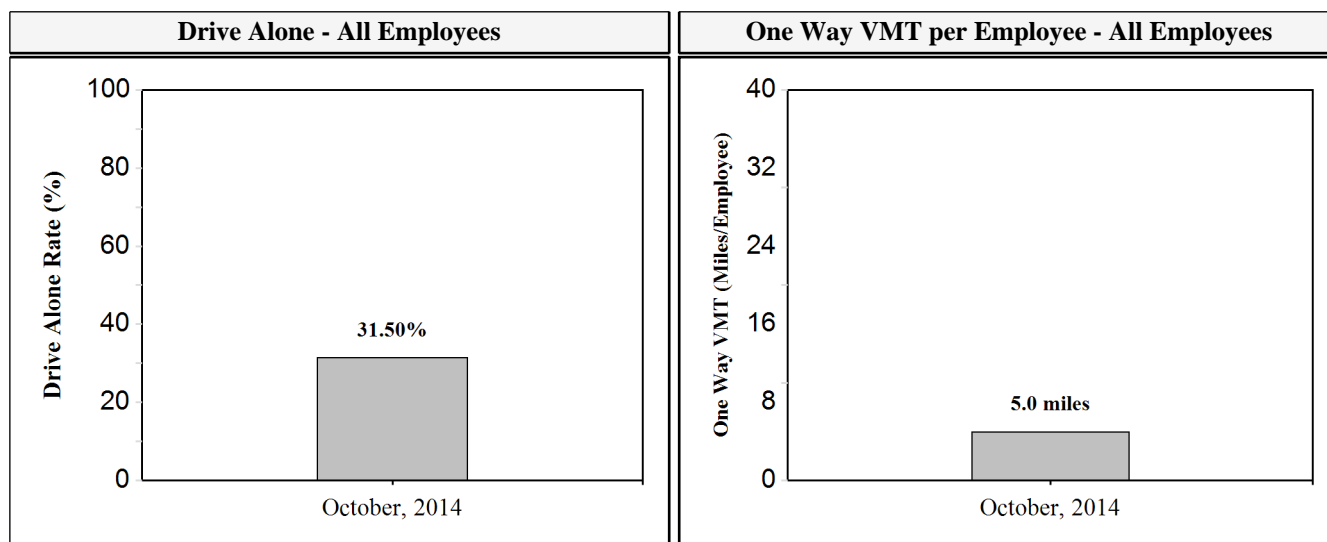 Drive Alone - All Employees
Drive Alone Rate (%)
100
80
60
40
20
0
31.50%
October, 2014
One Way VMT per Employee - All Employees
One Way VMT (Miles/Employee)
40
32
24
16
8
0
5.0 miles
October, 2014